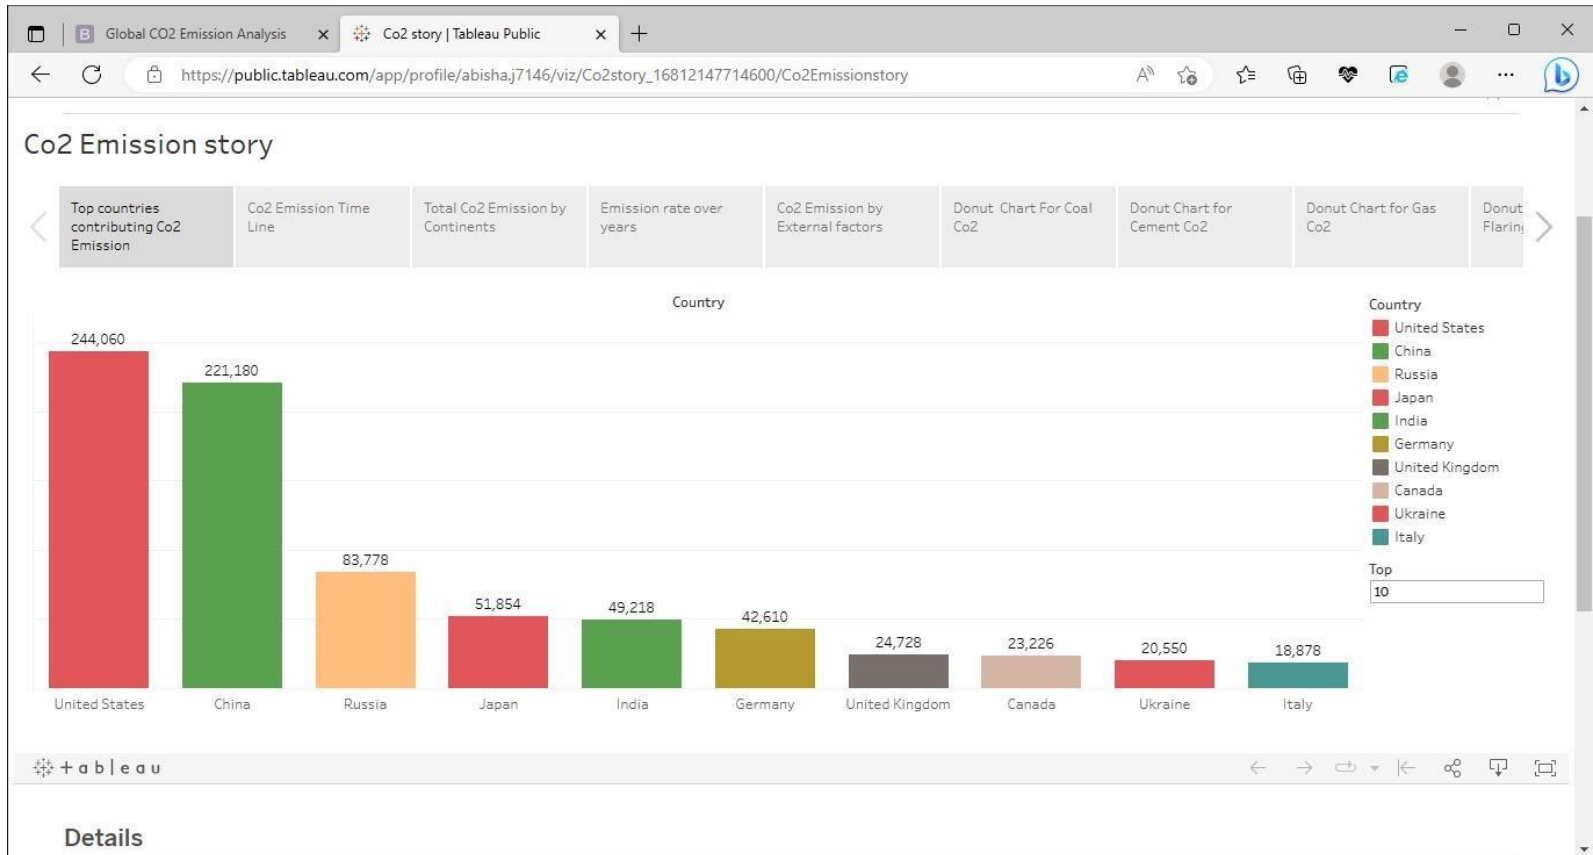 B Global CO2 Emission Analysis
Co2 story | Tableau Public
https://public.tableau.com/app/profile/abisha.j7146/viz/Co2story_16812147714600/Co2Emissionstory
Co2 Emission story
Top countries
contributing Co2
Emission
Co2 Emission Time
Line
Total Co2 Emission by
Continents
Emission rate over
years
Co2 Emission by
External factors
Donut Chart For Coal
Co2
Donut Chart for
Cement Co2
Donut Chart for Gas
Co2
Donut
Country
244,060
221,180
83,778
51,854
49,218
42,610
24,728
23,226
20,550
18,878
United States
China
Russia
Japan
India
Germany
United Kingdom
Canada
Ukraine
Italy
Country
United States
China
Russia
Japan
India
Germany
United Kingdom
Canada
Ukraine
Italy
Top
10
+ableau
Details